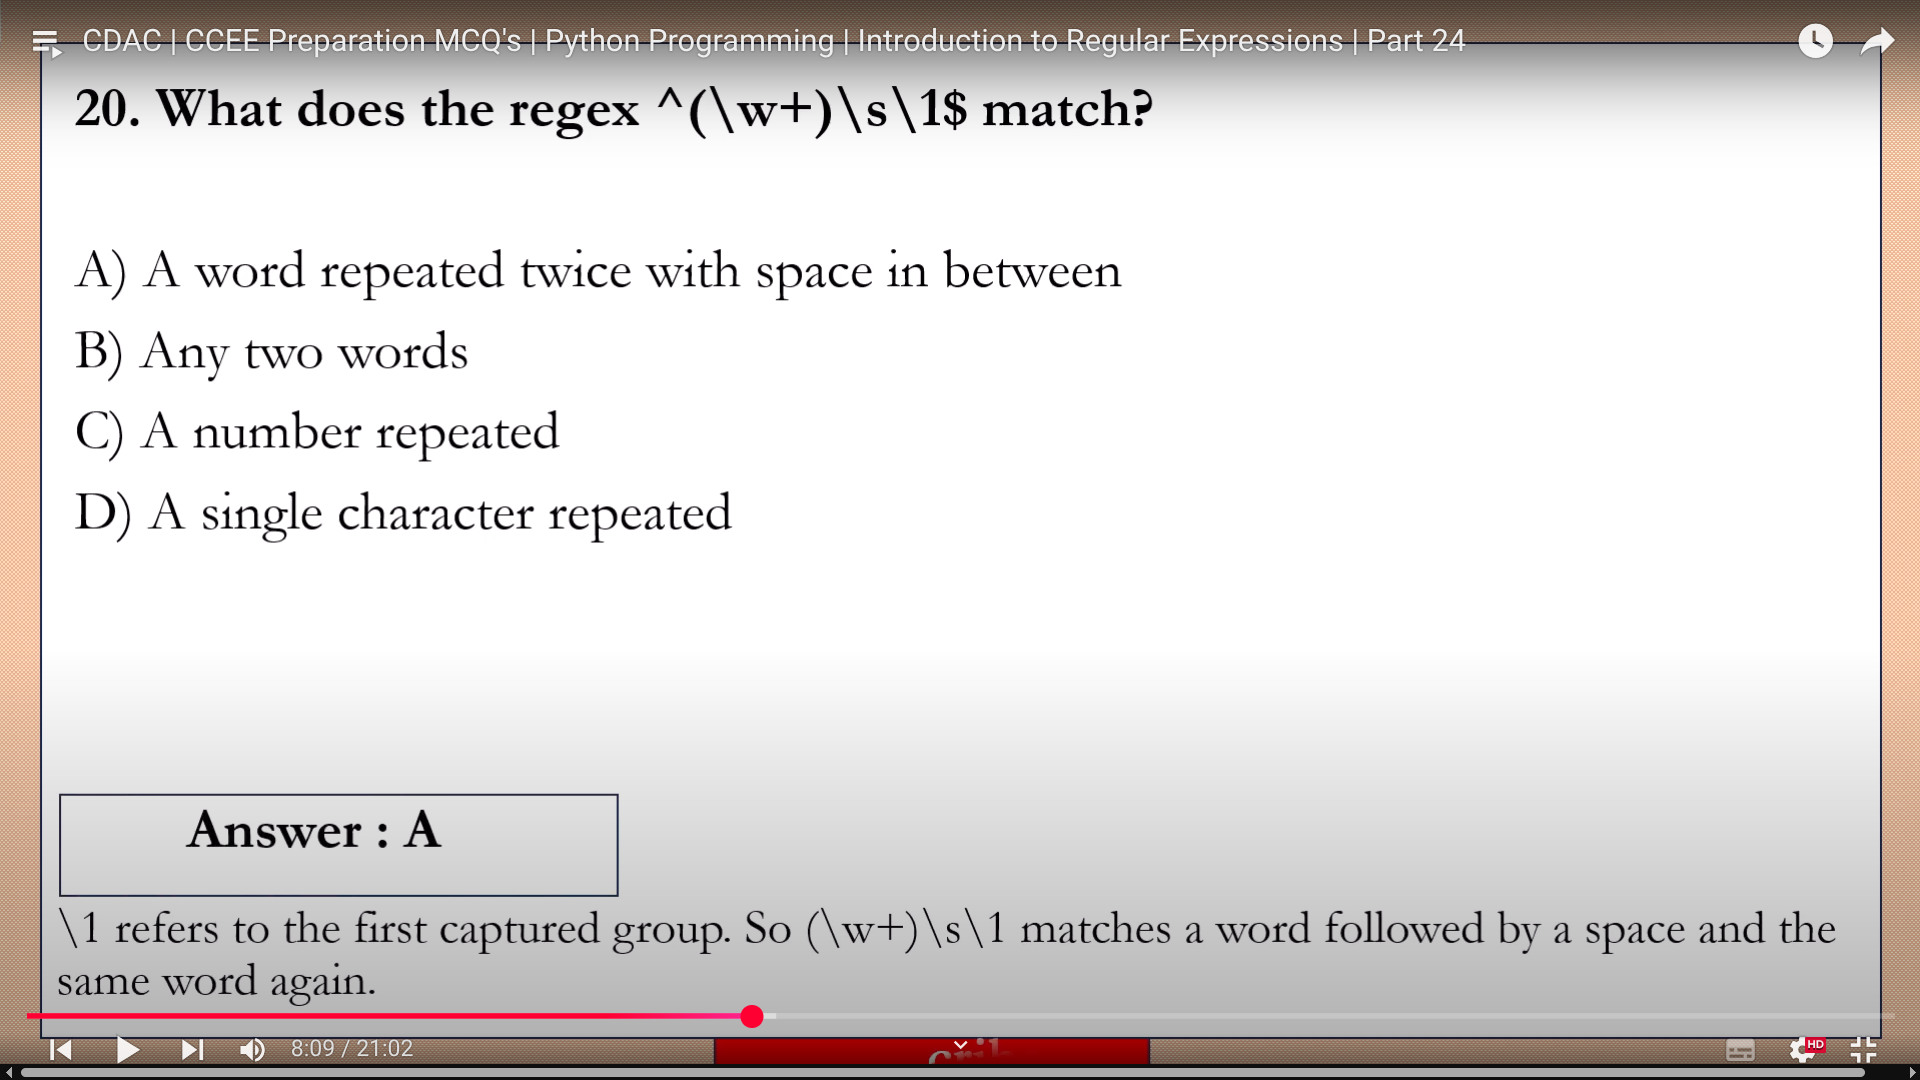 CDAC | CCEE Preparation MCQ's | Python Programming | Introduction to Regular Expressions | Part 24
20. What does the regex ^(\w+)\s\1$ match?
A) A word repeated twice with space in between
B) Any two words
C) A number repeated
D) A single character repeated
Answer : A
\1 refers to the first captured group. So (\w+)\s\1 matches a word followed by a space and the
same word again.
8:09 / 21:02
HD